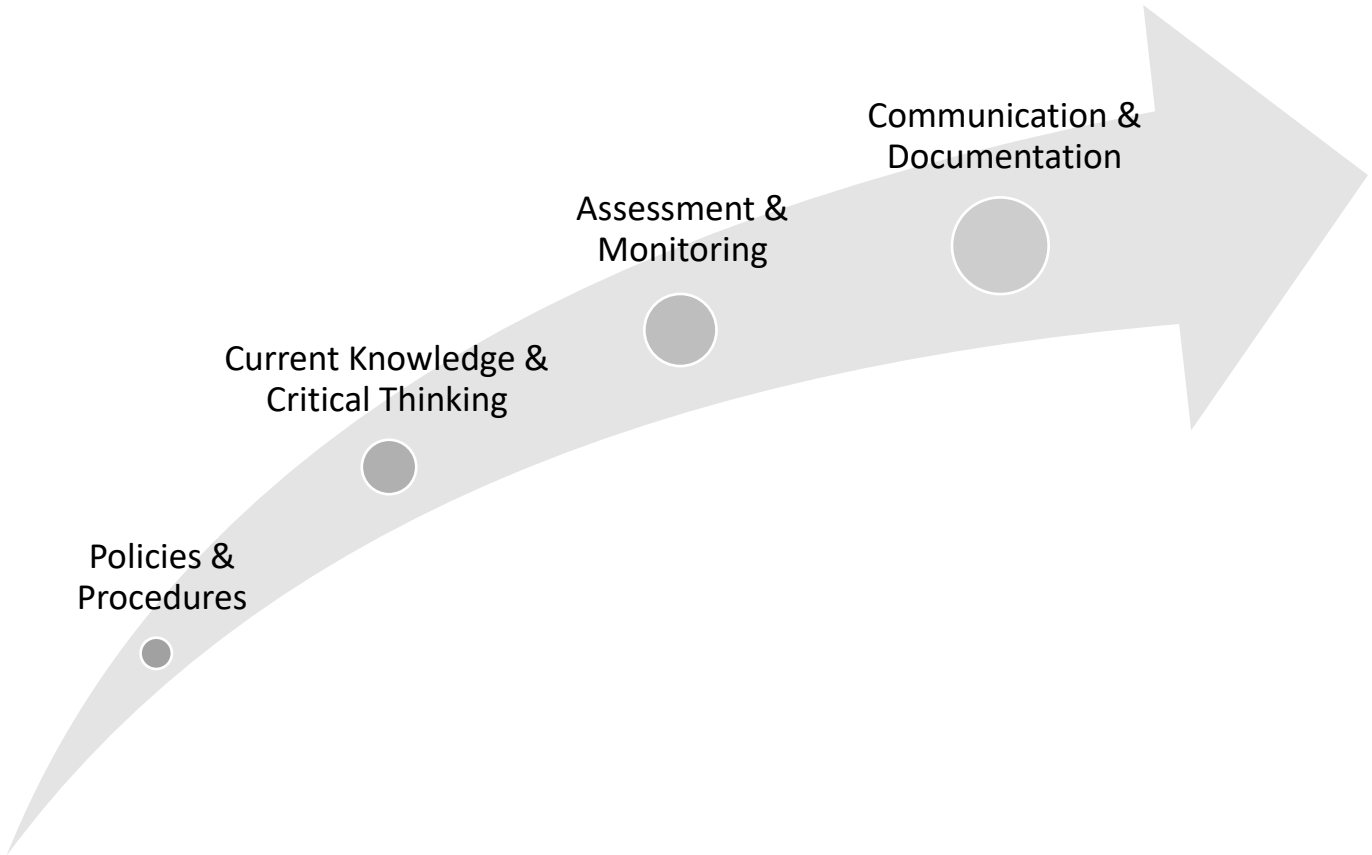 Communication &
Documentation
Assessment &
Monitoring
Current Knowledge &
Critical Thinking
Policies &
Procedures